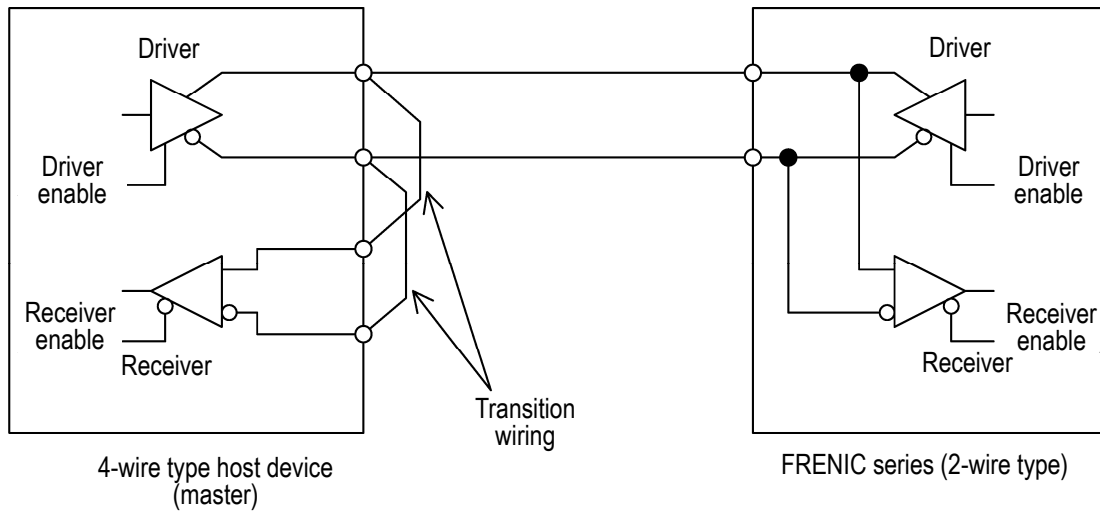 Driver
Driver
enable
Receiver
enable
Receiver
Transition
wiring
4-wire type host device
(master)
Driver
Driver
enable
Receiver
enable
Receiver
FRENIC series (2-wire type)